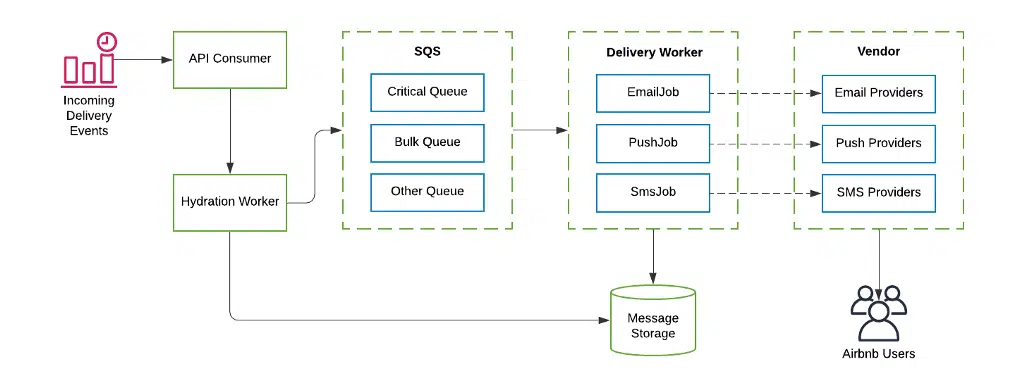 Incoming
Delivery
Events
API Consumer
Hydration Worker
SQS
Critical Queue
Bulk Queue
Other Queue
Delivery Worker
EmailJob
PushJob
SmsJob
Vendor
Email Providers
Push Providers
SMS Providers
Message
Storage
Airbnb Users